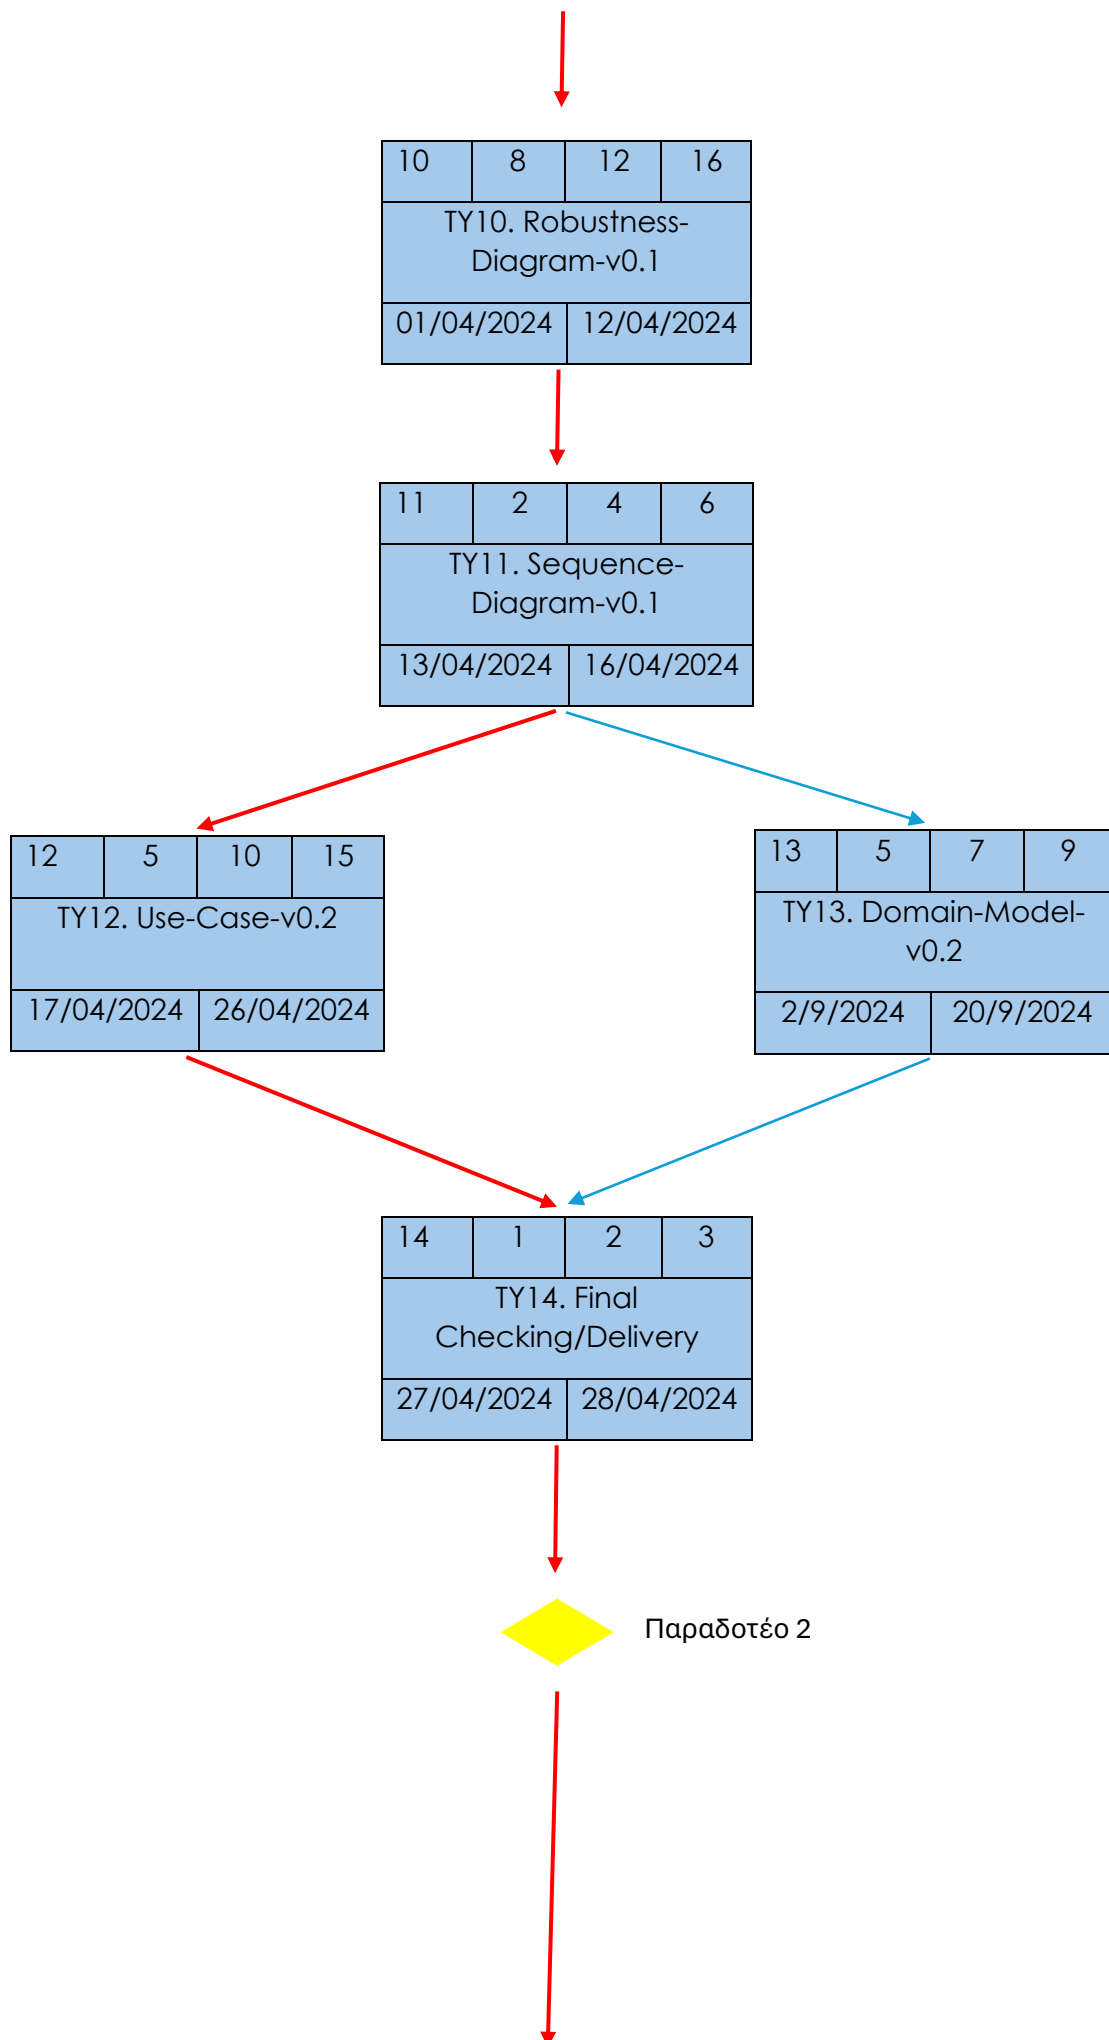 10 8 12 16
TY10. Robustness-
Diagram-v0.1
01/04/2024 12/04/2024
11 2 4 6
TY11. Sequence-
Diagram-v0.1
13/04/2024 16/04/2024
12 5 10 15
TY12. Use-Case-v0.2
17/04/2024 26/04/2024
13 5 7 9
TY13. Domain-Model-
v0.2
2/9/2024 20/9/2024
14 1 2 3
TY14. Final
Checking/Delivery
27/04/2024 28/04/2024
Παραδοτέο 2